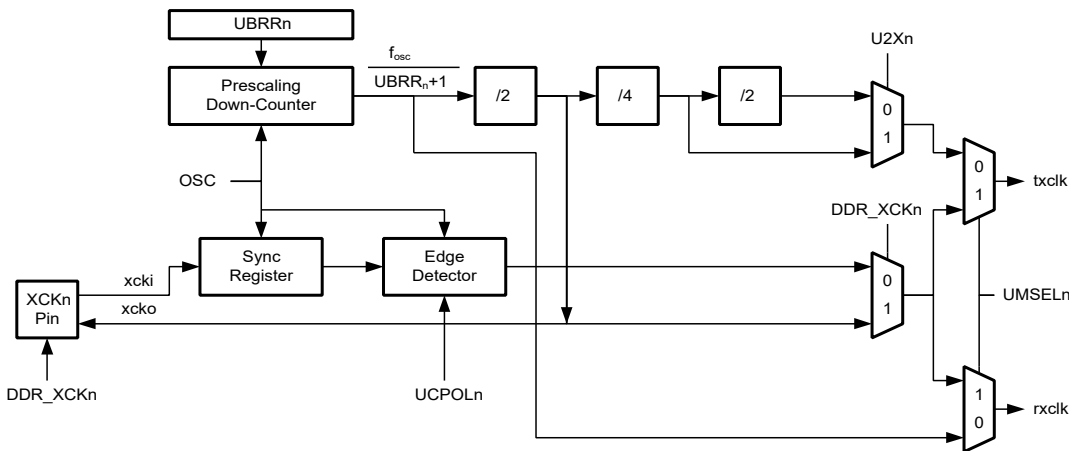 UBRRn
fosc
UBRRn+1
U2Xn
Prescaling
Down-Counter
/2
/4
/2
0
1
OSC
0
1
txclk
DDR_XCKn
Sync
Register
Edge
Detector
xcki
XCKn
Pin
xcko
0
1
UMSELn
DDR_XCKn
UCPOLn
1
0
rxclk